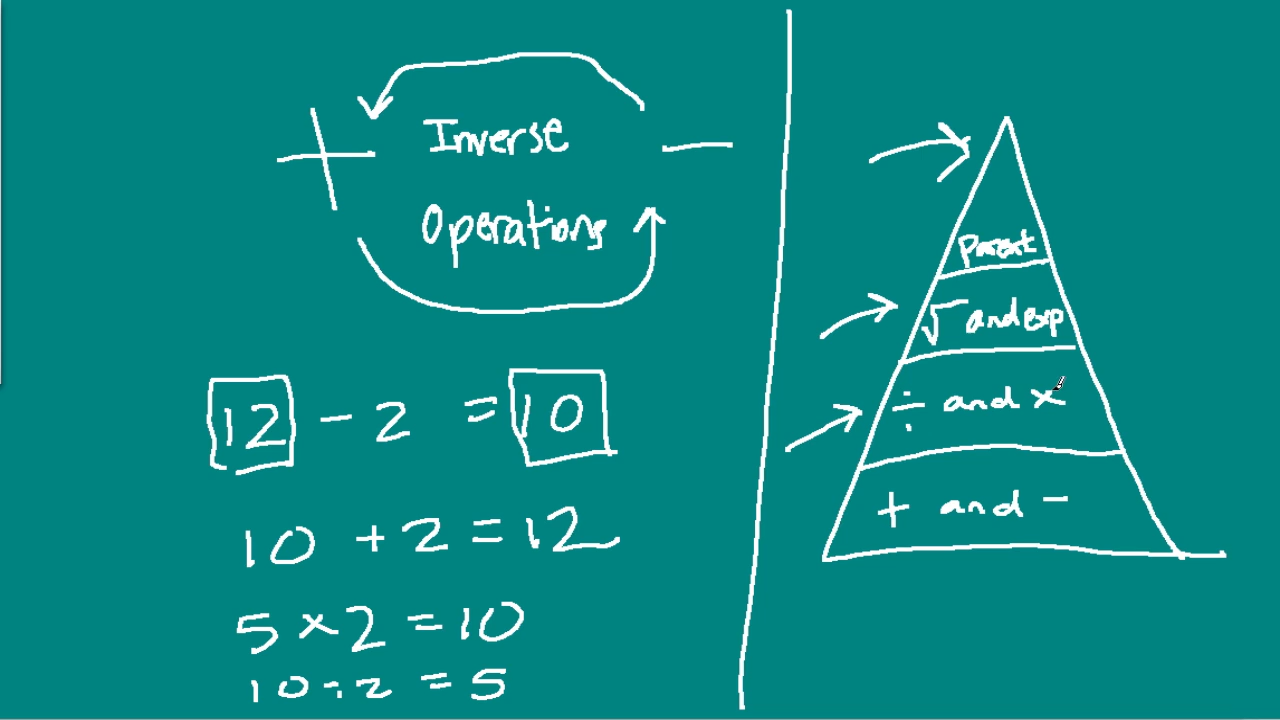 + Inverse −
Operations
12 − 2 = 10
10 + 2 = 12
5 × 2 = 10
10 ÷ 2 = 5
Parent
√ and exp
÷ and ×
+ and −